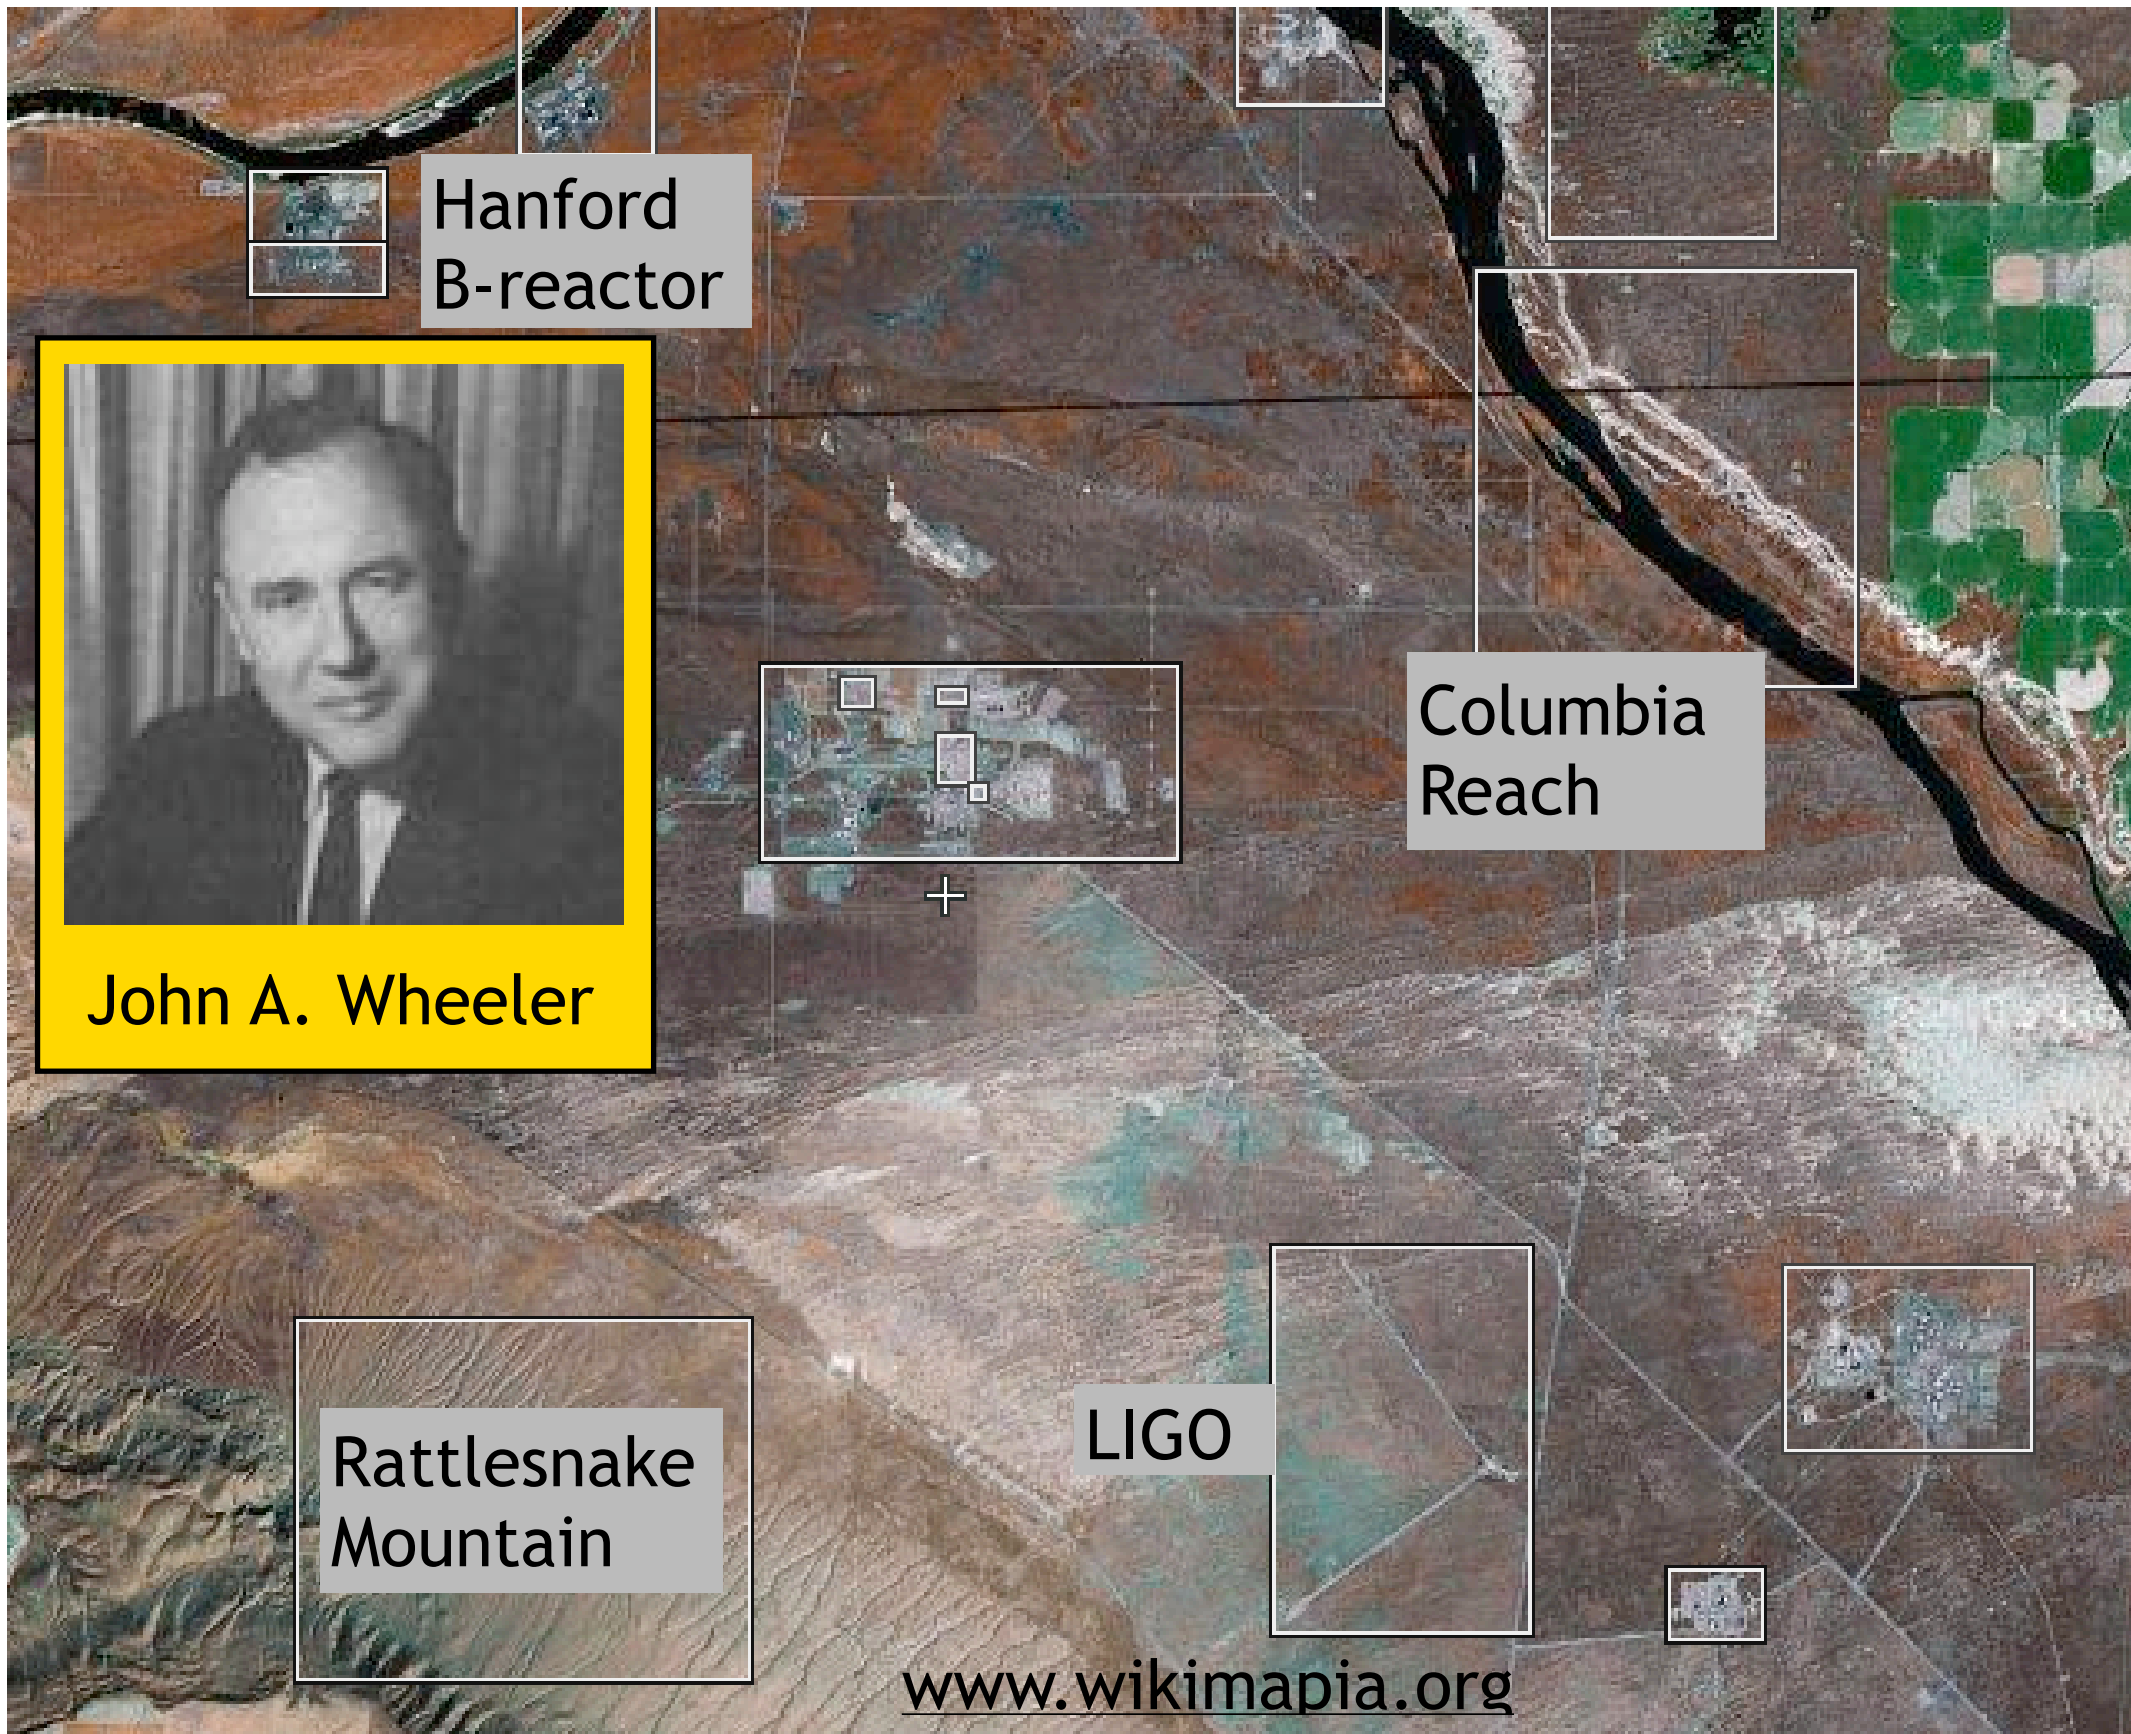 Hanford
B-reactor
John A. Wheeler
Columbia
Reach
LIGO
Rattlesnake
Mountain
www.wikimapia.org